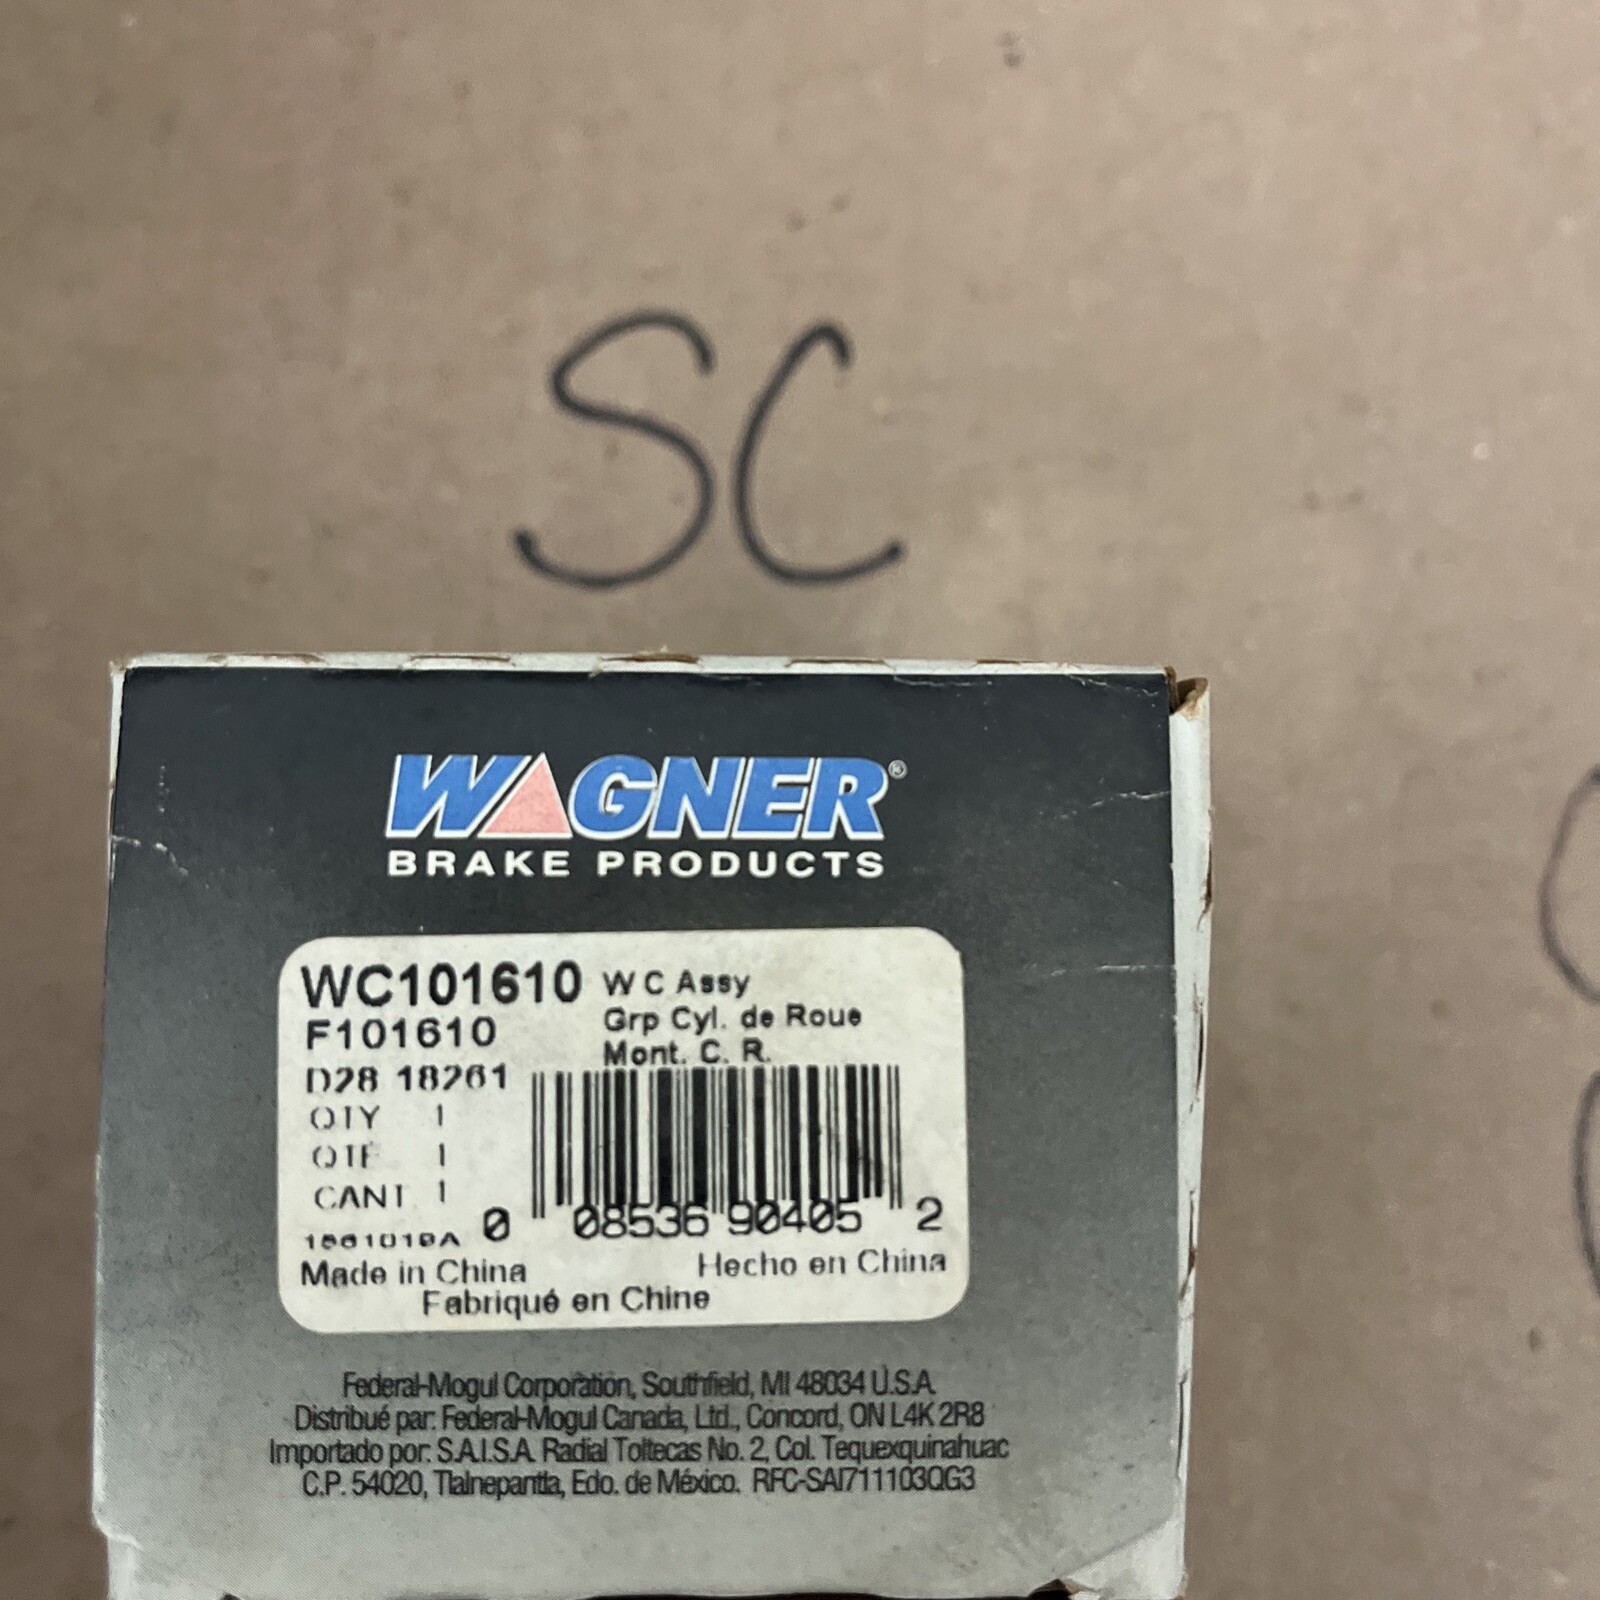 SC
WAGNER®
BRAKE PRODUCTS
WC101610 W C Assy
F101610 Grp Cyl. de Roue
Mont. C. R.
D28 18261
QTY 1
QTE 1
CANT 1
0 08536 90405 2
Made in China Hecho en China
Fabriqué en Chine
Federal-Mogul Corporation, Southfield, MI 48034 U.S.A.
Distribué par: Federal-Mogul Canada, Ltd., Concord, ON L4K 2R8
Importado por: S.A.I.S.A. Radial Toltecas No. 2, Col. Tequexquinahuac
C.P. 54020, Tlalnepantla, Edo. de México. RFC-SAI711103QG3